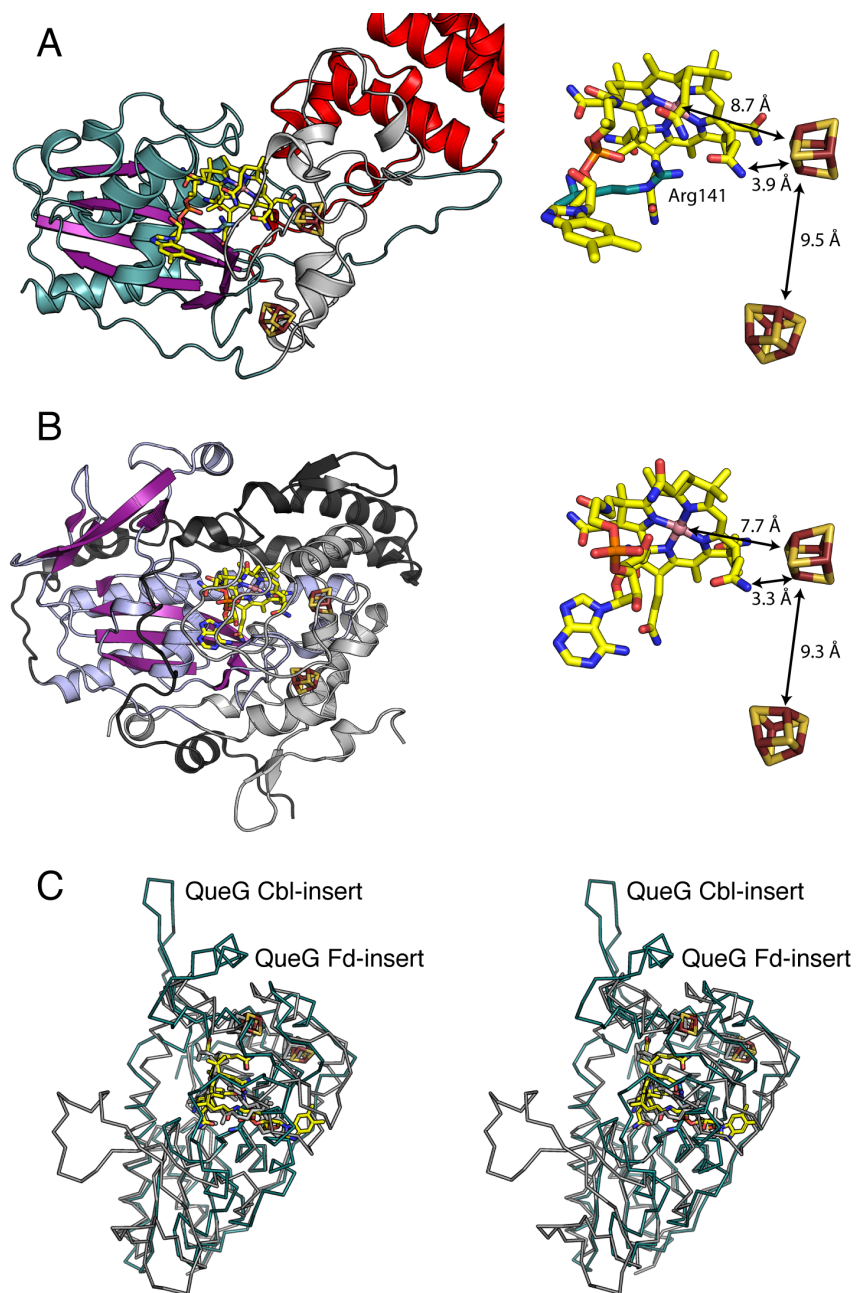 A
8.7 Å
Arg141
3.9 Å
9.5 Å
B
7.7 Å
3.3 Å
9.3 Å
C
QueG Cbl-insert
QueG Fd-insert
QueG Cbl-insert
QueG Fd-insert